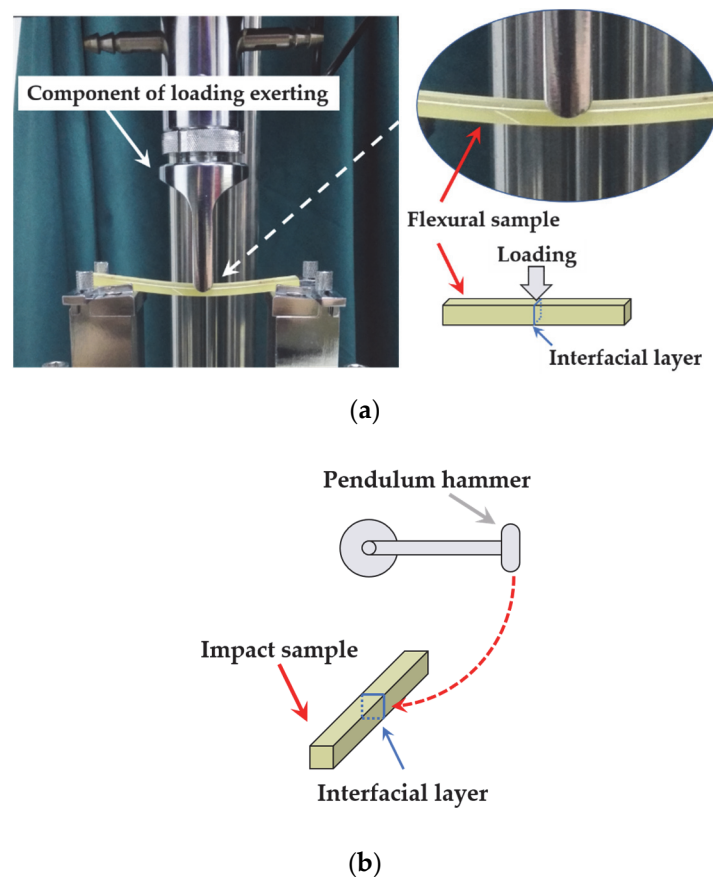 Component of loading exerting
Flexural sample
Loading
Interfacial layer
(a)
Pendulum hammer
Impact sample
Interfacial layer
(b)